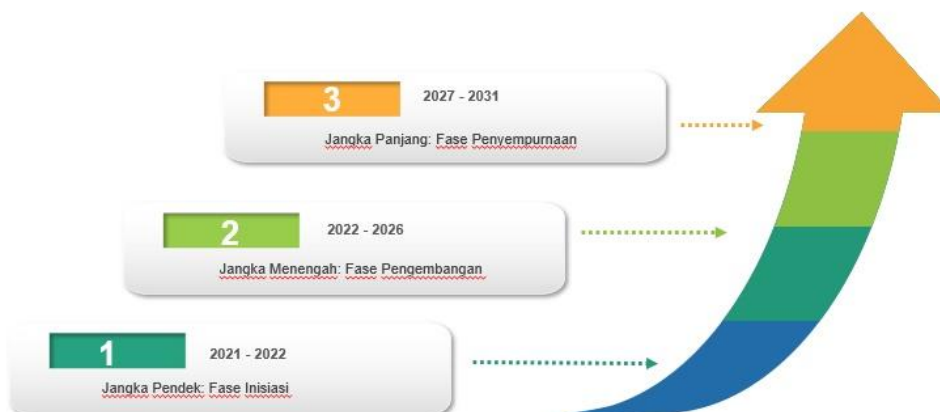 3
2027 - 2031
Jangka Panjang: Fase Penyempurnaan
2
2022 - 2026
Jangka Menengah: Fase Pengembangan
1
2021 - 2022
Jangka Pendek: Fase Inisiasi